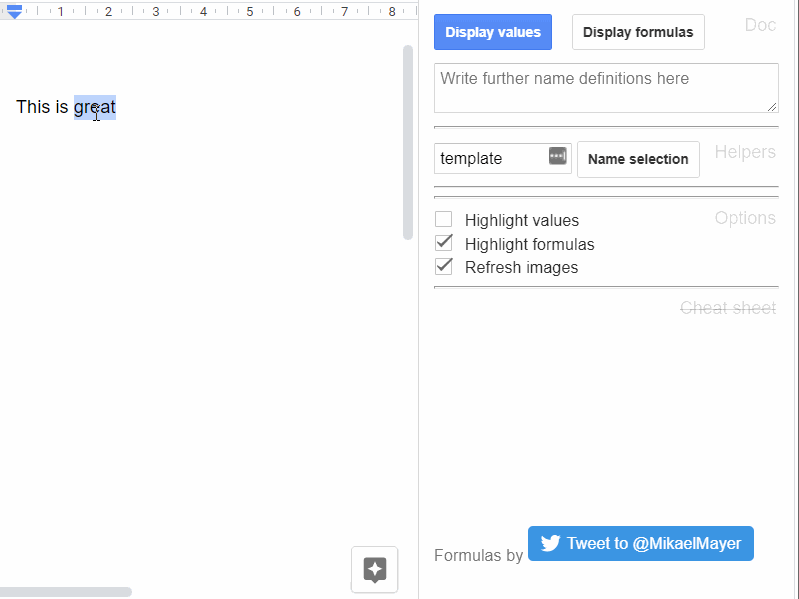 1 2 3 4 5 6 7 8
This is great
Display values Display formulas Doc
Write further name definitions here
template Name selection Helpers
Highlight values Options
Highlight formulas
Refresh images
Cheat sheet
Formulas by Tweet to @MikaelMayer